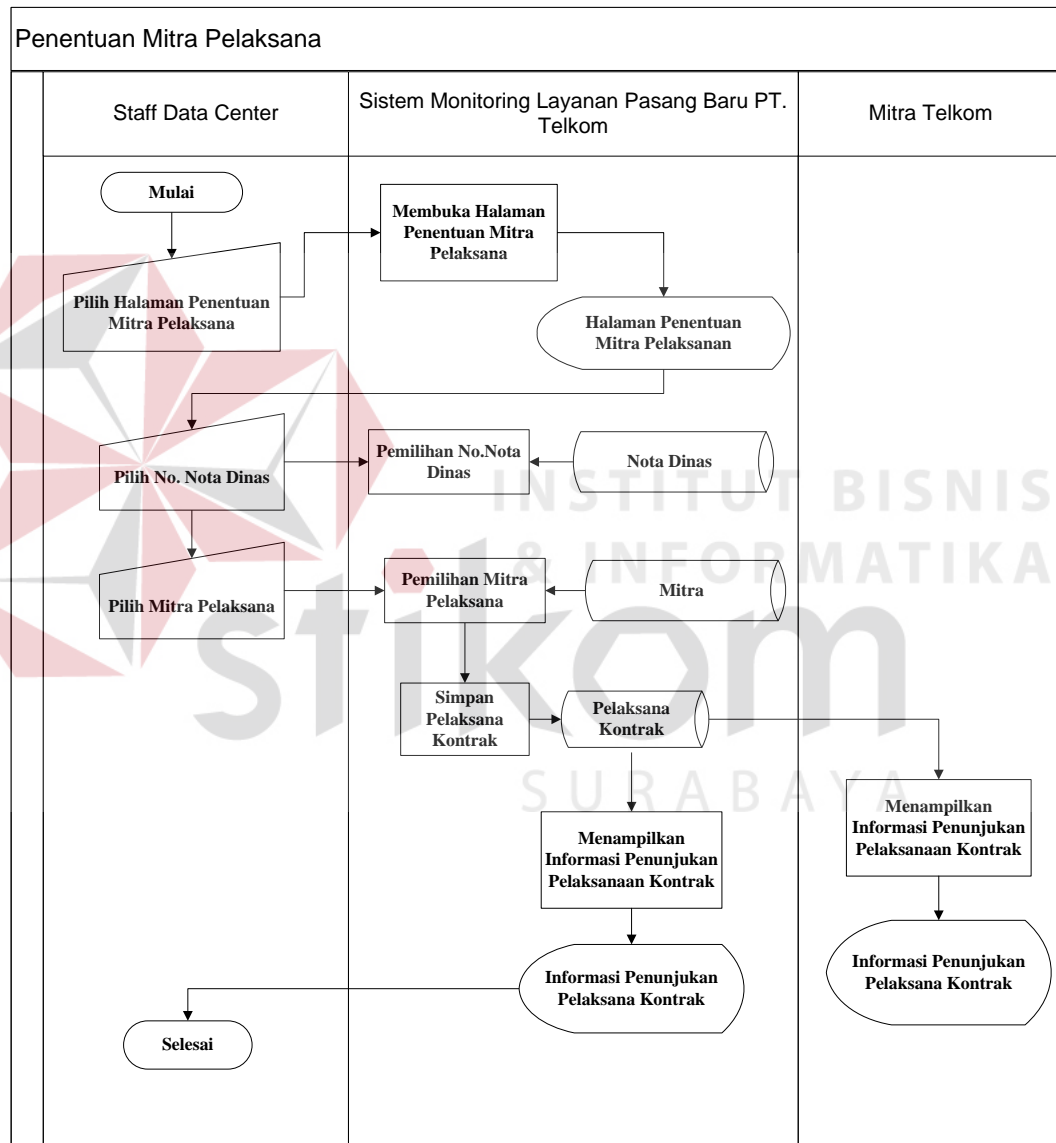 Penentuan Mitra Pelaksana
Staff Data Center
Sistem Monitoring Layanan Pasang Baru PT.
Telkom
Mitra Telkom
Mulai
Membuka Halaman
Penentuan Mitra
Pelaksana
Pilih Halaman Penentuan
Mitra Pelaksana
Halaman Penentuan
Mitra Pelaksanan
Pilih No. Nota Dinas
Pemilihan No.Nota
Dinas
Nota Dinas
INSTITUT BISNIS
& INFORMATIKA
Pilih Mitra Pelaksana
Pemilihan Mitra
Pelaksana
Mitra
stikom
Simpan
Pelaksana
Kontrak
Pelaksana
Kontrak
SURABAYA
Menampilkan
Informasi Penunjukan
Pelaksanaan Kontrak
Menampilkan
Informasi Penunjukan
Pelaksanaan Kontrak
Informasi Penunjukan
Pelaksana Kontrak
Informasi Penunjukan
Pelaksana Kontrak
Selesai